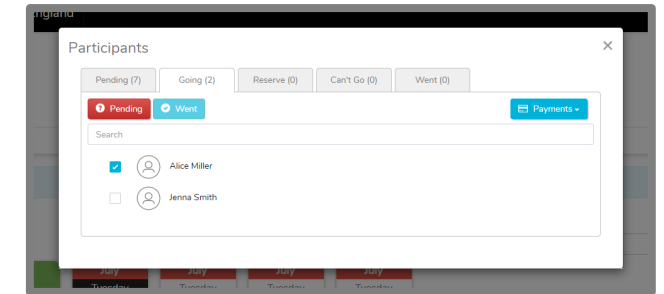 England
Participants
×
Pending (7) Going (2) Reserve (0) Can't Go (0) Went (0)
Pending Went Payments
Search
Alice Miller
Jenna Smith
July July July July
Tuesday Tuesday Tuesday Tuesday